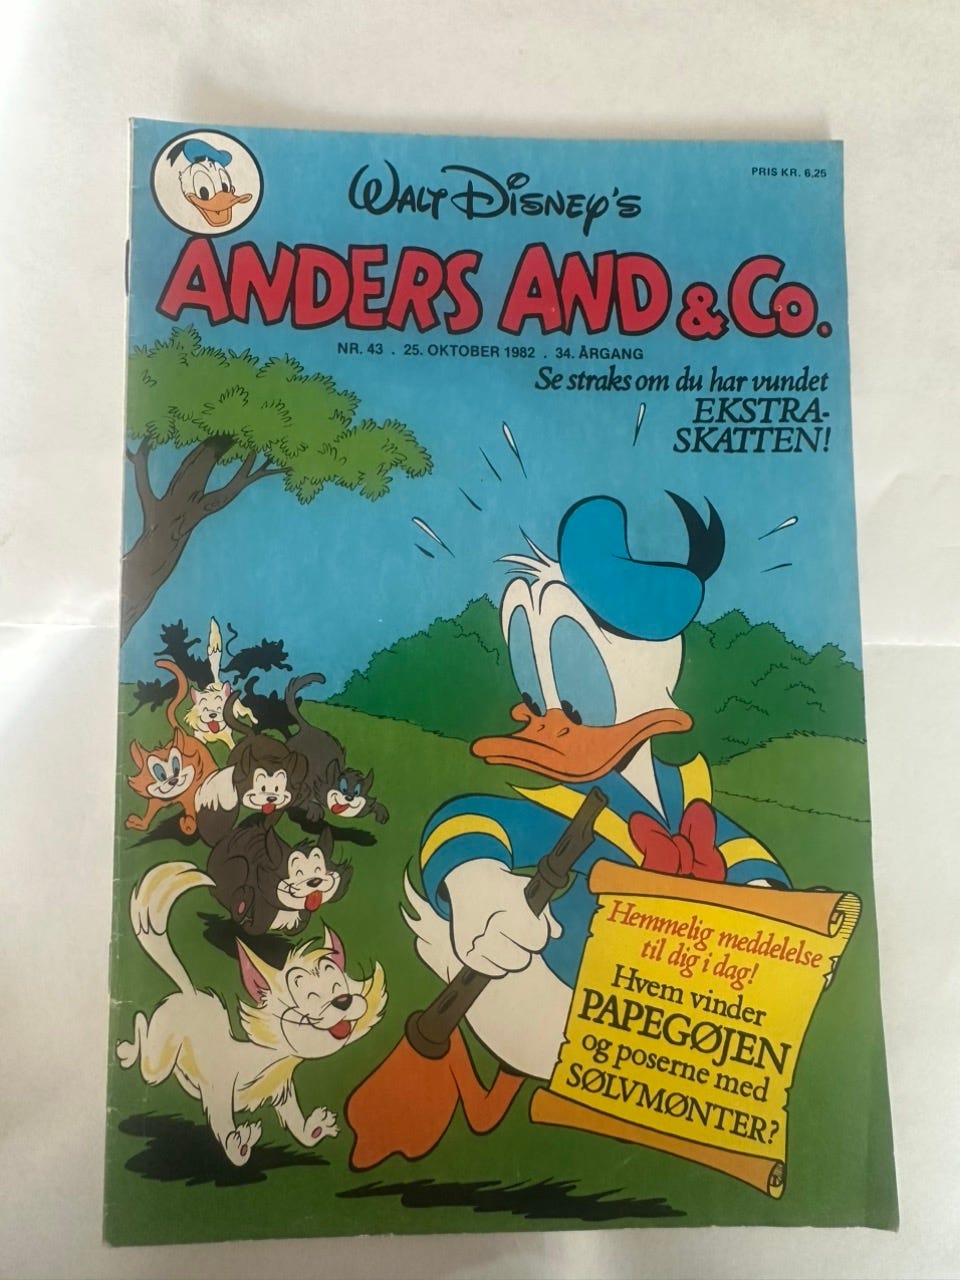 PRIS KR. 6,25
WALT DISNEY'S
ANDERS AND & CO.
NR. 43 . 25. OKTOBER 1982 . 34. ÅRGANG
Se straks om du har vundet
EKSTRA-
SKATTEN!
Hemmelig meddelelse
til dig i dag!
Hvem vinder
PAPEGØJEN
og poserne med
SØLVMØNTER?